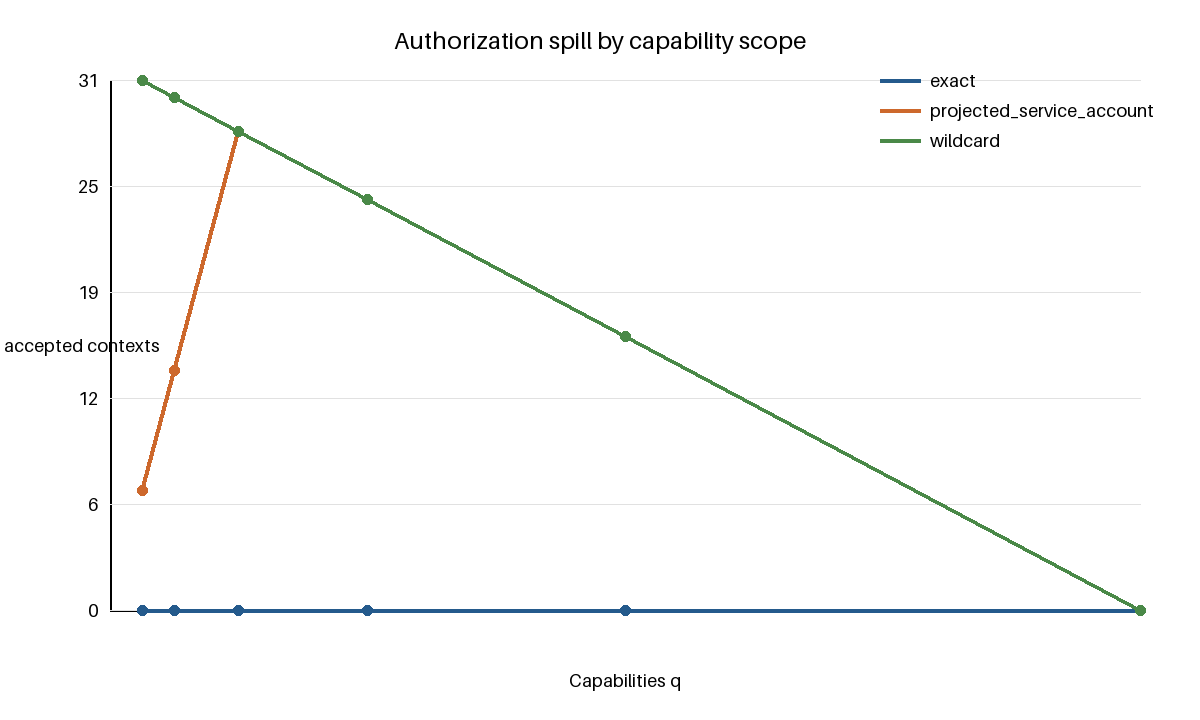 Authorization spill by capability scope
31
25
19
12
6
0
accepted contexts
exact
projected_service_account
wildcard
Capabilities q